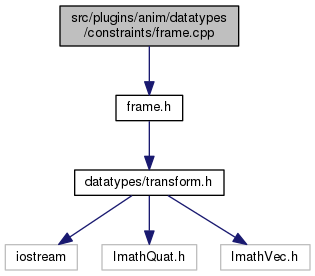 src/plugins/anim/datatypes
/constraints/frame.cpp
frame.h
datatypes/transform.h
iostream
ImathQuat.h
ImathVec.h